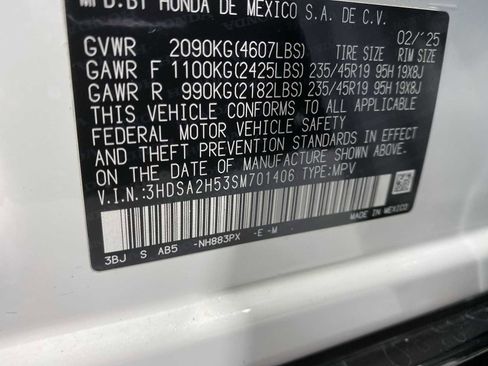 MFD.BY HONDA DE MEXICO S.A. DE C.V.
02/ '25
GVWR 2090KG(4607LBS) TIRE SIZE RIM SIZE
GAWR F 1100KG(2425LBS) 235/45R19 95H 19X8J
GAWR R 990KG(2182LBS) 235/45R19 95H 19X8J
THIS VEHICLE CONFORMS TO ALL APPLICABLE
FEDERAL MOTOR VEHICLE SAFETY
AND THEFT PREVENTION STANDARDS IN EFFECT
ON THE DATE OF MANUFACTURE SHOWN ABOVE.
V.I.N.:3HDSA2H53SM701406 TYPE:MPV
MADE IN MEXICO
3BJ S AB5 -NH883PX -E -M